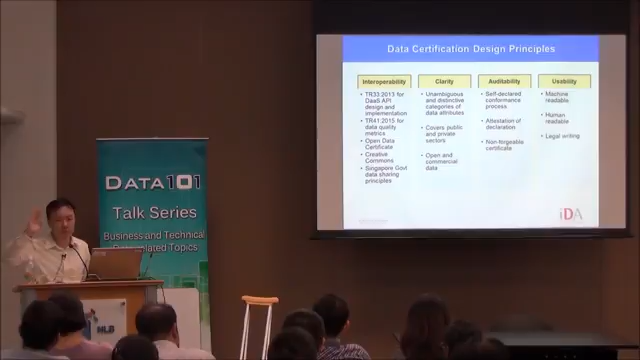 Data Certification Design Principles
Interoperability
• TR33:2013 for
DaaS API
design and
implementation
• TR41:2015 for
data quality
metrics
• Open Data
Certificate
• Creative
Commons
• Singapore Govt
data sharing
principles
Clarity
• Unambiguous
and distinctive
categories of
data attributes
• Covers public
and private
sectors
• Open and
commercial
data
Auditability
• Self-declared
conformance
process
• Attestation of
declaration
• Non-forgeable
certificate
Usability
• Machine
readable
• Human
readable
• Legal writing
iDA
DATA101
Talk Series
Business and Technical
Related Topics
NLB